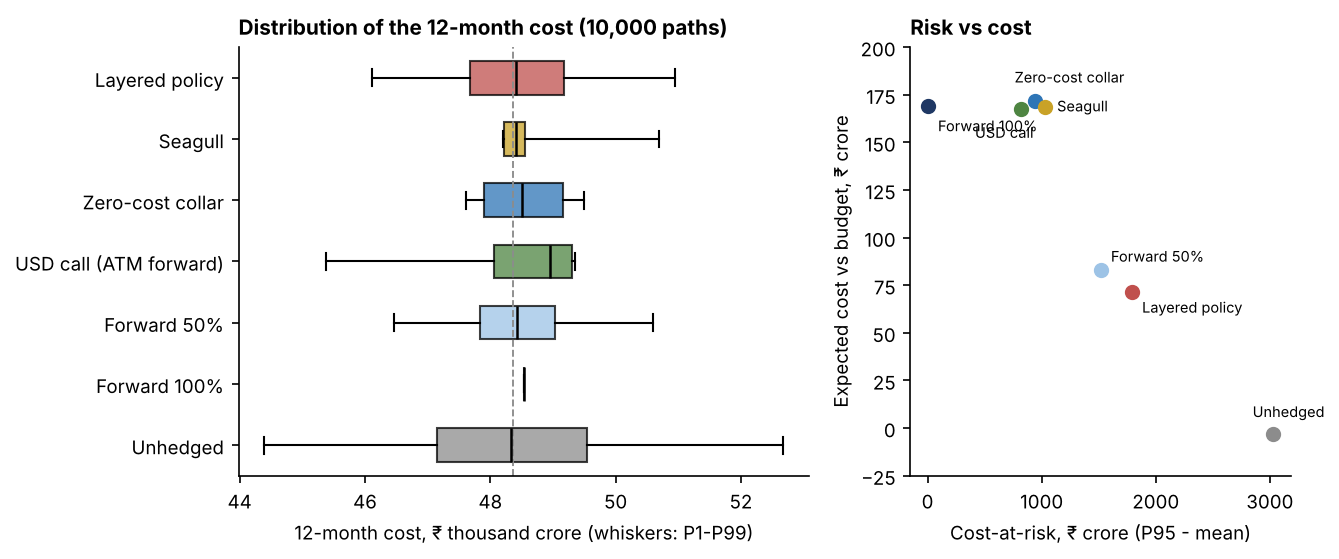 Distribution of the 12-month cost (10,000 paths)
Layered policy
Seagull
Zero-cost collar
USD call (ATM forward)
Forward 50%
Forward 100%
Unhedged
44
46
48
50
52
12-month cost, ₹ thousand crore (whiskers: P1-P99)
Risk vs cost
Expected cost vs budget, ₹ crore
200
175
150
125
100
75
50
25
0
−25
Zero-cost collar
Seagull
Forward 100%
USD call
Forward 50%
Layered policy
Unhedged
0
1000
2000
3000
Cost-at-risk, ₹ crore (P95 - mean)